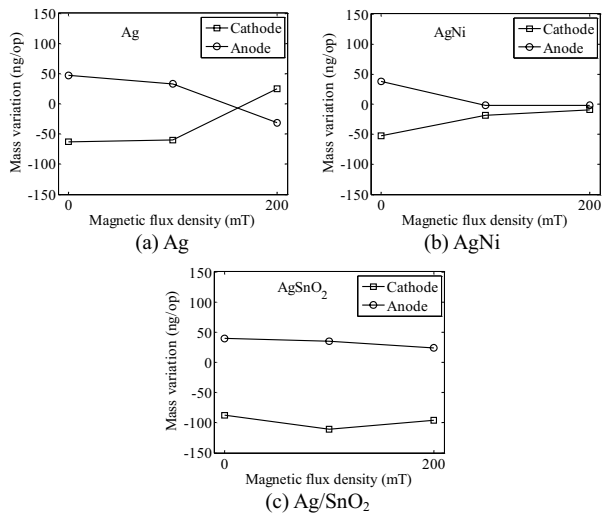 150
100
50
0
-50
-100
-150
Mass variation (ng/op)
Ag
Cathode
Anode
0
200
Magnetic flux density (mT)
(a) Ag
150
100
50
0
-50
-100
-150
Mass variation (ng/op)
AgNi
Cathode
Anode
0
200
Magnetic flux density (mT)
(b) AgNi
150
100
50
0
-50
-100
-150
Mass variation (ng/op)
AgSnO₂
Cathode
Anode
0
200
Magnetic flux density (mT)
(c) Ag/SnO₂